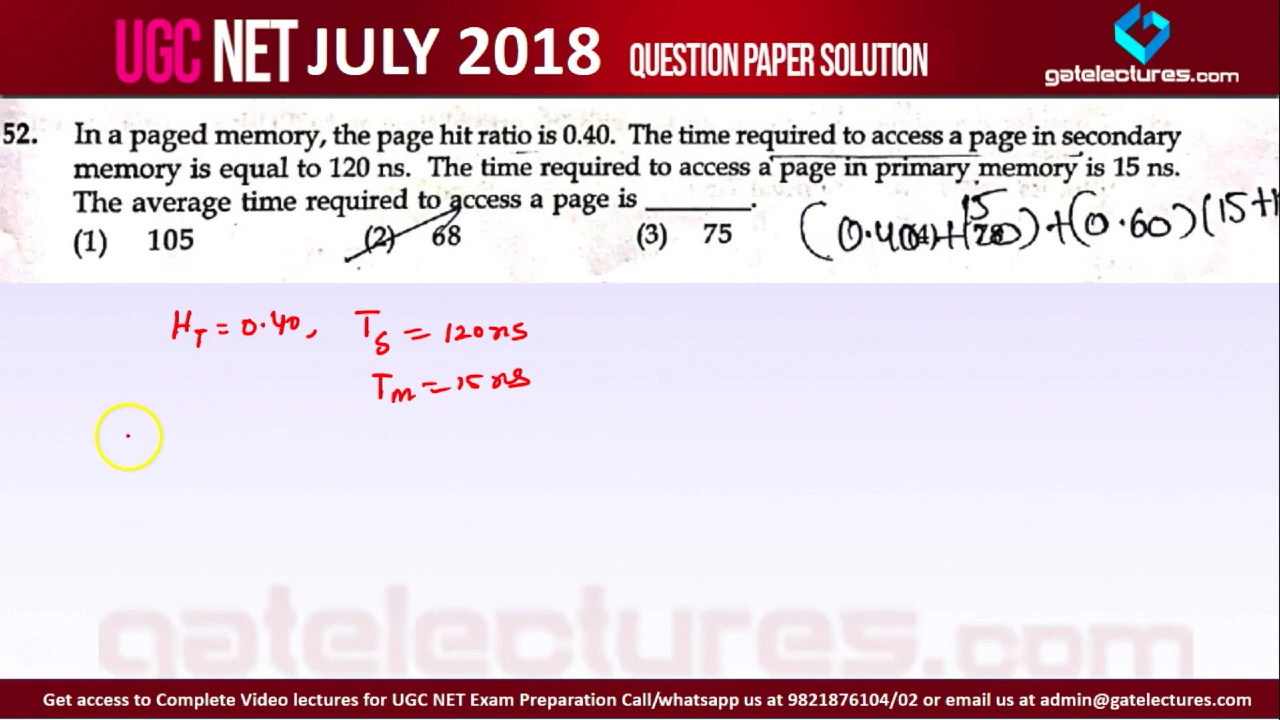 UGC NET JULY 2018 QUESTION PAPER SOLUTION
gatelectures.com
52. In a paged memory, the page hit ratio is 0.40. The time required to access a page in secondary
memory is equal to 120 ns. The time required to access a page in primary memory is 15 ns.
The average time required to access a page is ________.
(1) 105 (2) 68 (3) 75
+(0.60)(15+
H_T = 0.40, T_S = 120ns
T_m = 15 ns
gatelectures.com
Get access to Complete Video lectures for UGC NET Exam Preparation Call/whatsapp us at 9821876104/02 or email us at admin@gatelectures.com